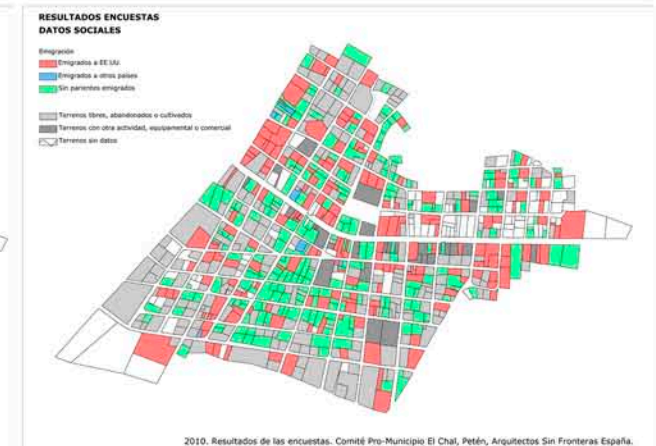 RESULTADOS ENCUESTAS
DATOS SOCIALES
Emigración
Emigrados a EE.UU.
Emigrados a otros países
Sin parientes emigrados
Terrenos libres, abandonados o cultivados
Terrenos con otra actividad, equipamental o comercial
Terrenos sin datos
2010. Resultados de las encuestas. Comité Pro-Municipio El Chal, Petén, Arquitectos Sin Fronteras España.